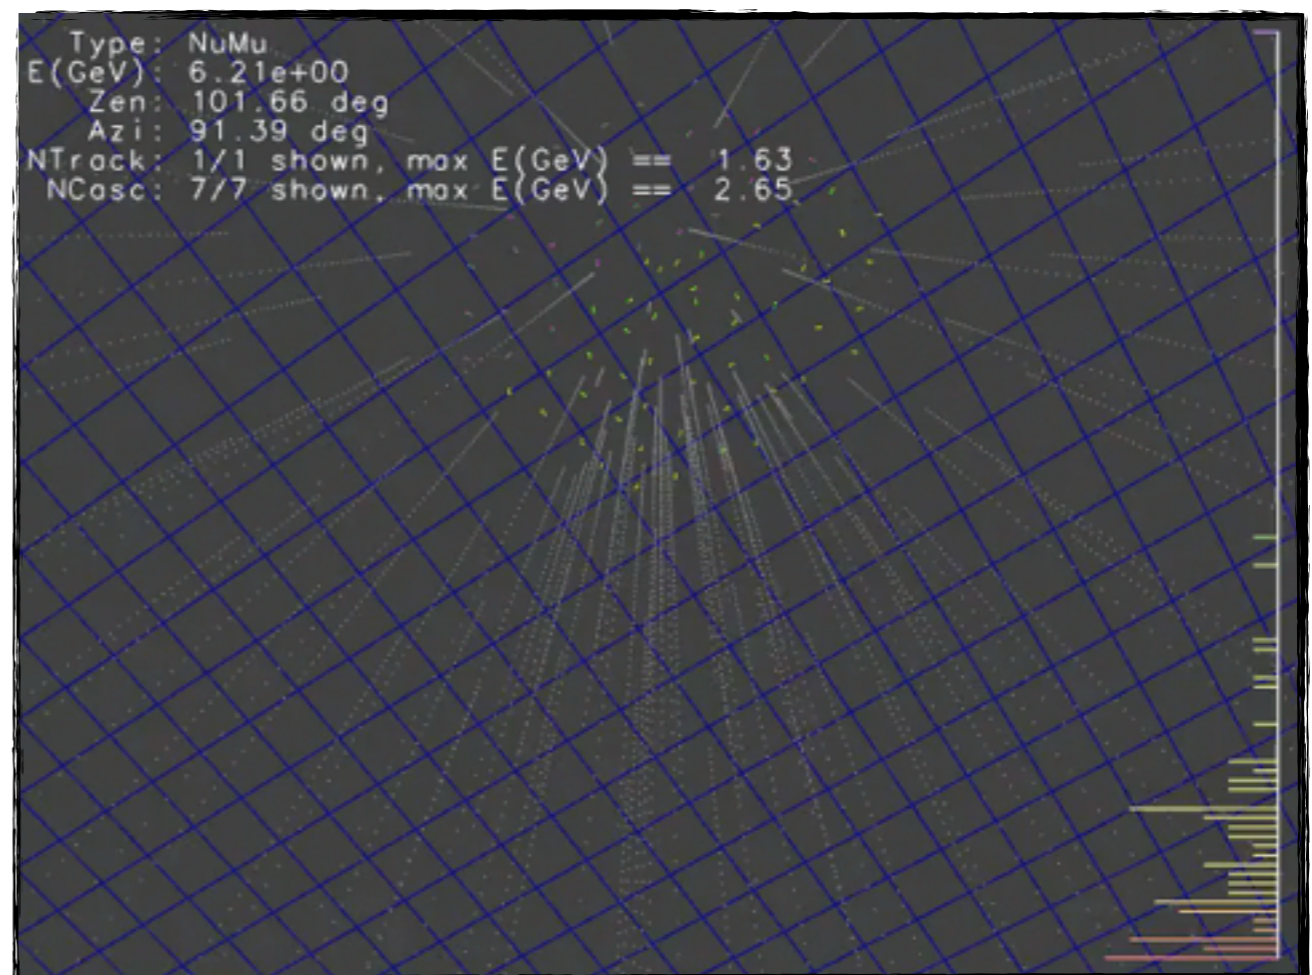 Type: NuMu
E(GeV): 6.21e+00
Zen: 101.66 deg
Azi: 91.39 deg
NTrack: 1/1 shown, max E(GeV) == 1.63
NCasc: 7/7 shown, max E(GeV) == 2.65